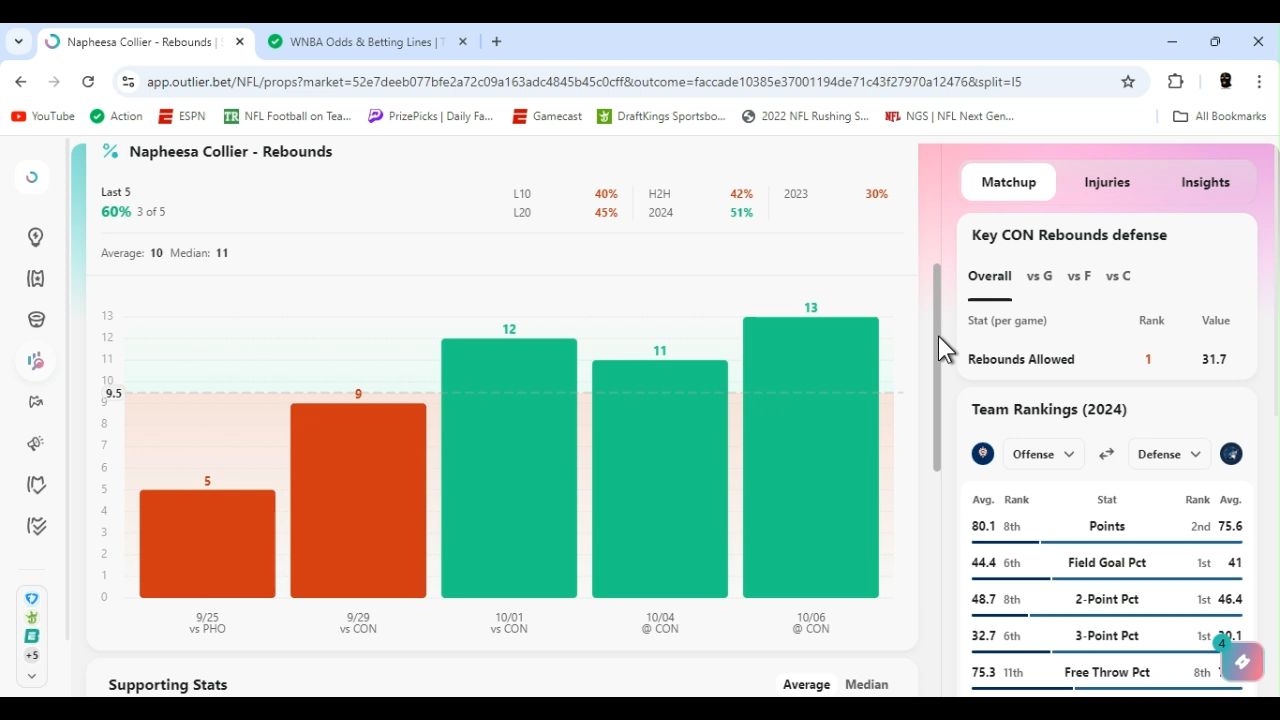 Napheesa Collier - Rebounds |
WNBA Odds & Betting Lines | T
app.outlier.bet/NFL/props?market=52e7deeb077bfe2a72c09a163adc4845b45c0cff&outcome=faccade10385e37001194de71c43f27970a12476&split=l5
YouTube Action ESPN NFL Football on Tea... PrizePicks | Daily Fa... Gamecast DraftKings Sportsbo... 2022 NFL Rushing S... NFL NGS | NFL Next Gen... All Bookmarks
Napheesa Collier - Rebounds
Last 5
60% 3 of 5
L10 40% H2H 42% 2023 30%
L20 45% 2024 51%
Average: 10 Median: 11
13
12
11
10
9.5
9
8
7
6
5
4
3
2
1
0
5
9
12
11
13
9/25 9/29 10/01 10/04 10/06
vs PHO vs CON vs CON @ CON @ CON
Supporting Stats
Average Median
+5
Matchup Injuries Insights
Key CON Rebounds defense
Overall vs G vs F vs C
Stat (per game) Rank Value
Rebounds Allowed 1 31.7
Team Rankings (2024)
Offense Defense
Avg. Rank Stat Rank Avg.
80.1 8th Points 2nd 75.6
44.4 6th Field Goal Pct 1st 41
48.7 8th 2-Point Pct 1st 46.4
32.7 6th 3-Point Pct 1st
4
75.3 11th Free Throw Pct 8th